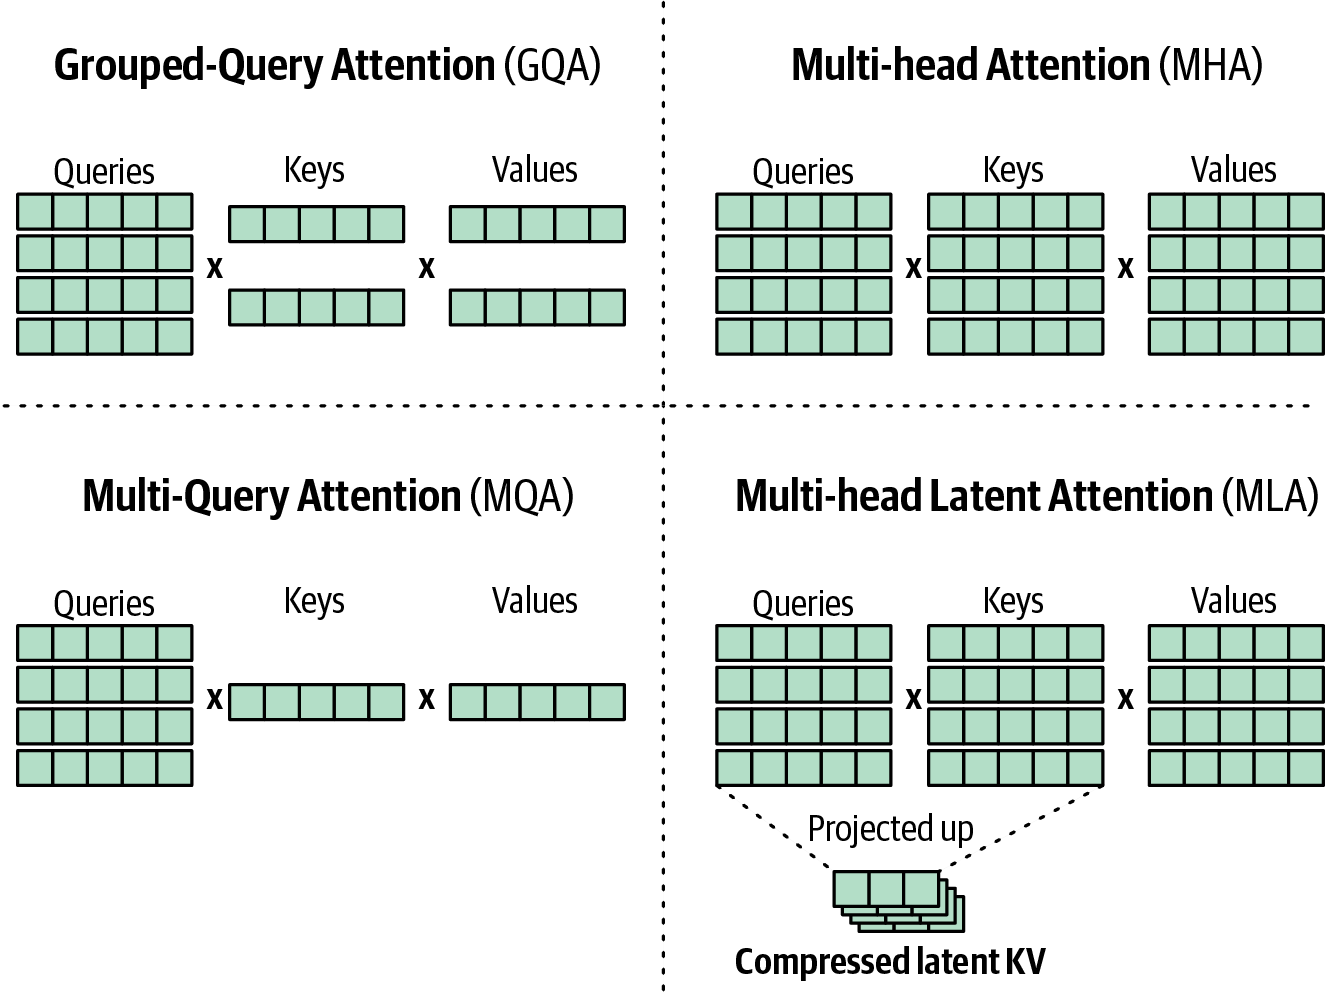 Grouped-Query Attention (GQA)
Queries
Keys
Values
x
x
Multi-head Attention (MHA)
Queries
Keys
Values
x
x
Multi-Query Attention (MQA)
Queries
Keys
Values
x
x
Multi-head Latent Attention (MLA)
Queries
Keys
Values
x
x
Projected up
Compressed latent KV